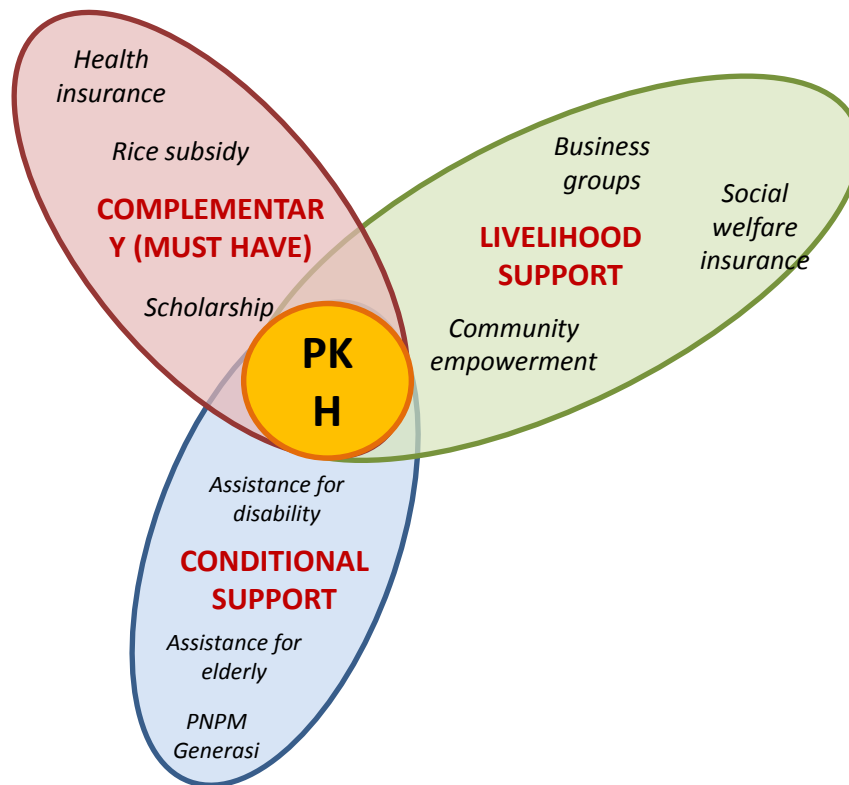 Health
insurance
Rice subsidy
COMPLEMENTAR
Y (MUST HAVE)
Scholarship
Business
groups
Social
welfare
insurance
LIVELIHOOD
SUPPORT
Community
empowerment
PK
H
Assistance for
disability
CONDITIONAL
SUPPORT
Assistance for
elderly
PNPM
Generasi